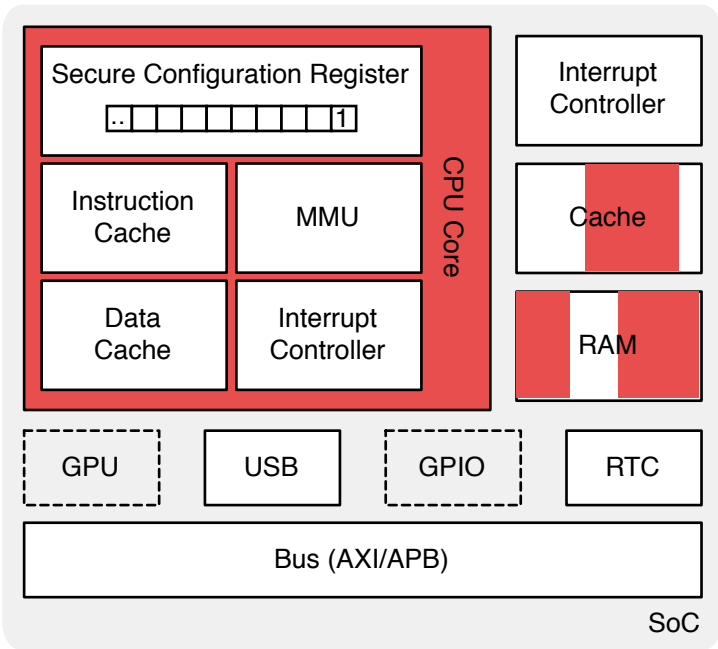 Secure Configuration Register
..
1
Instruction
Cache
MMU
Data
Cache
Interrupt
Controller
CPU Core
Interrupt
Controller
Cache
RAM
GPU
USB
GPIO
RTC
Bus (AXI/APB)
SoC